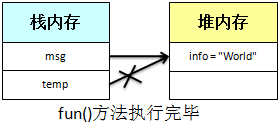 栈内存
堆内存
msg
info = "World"
temp
fun()方法执行完毕